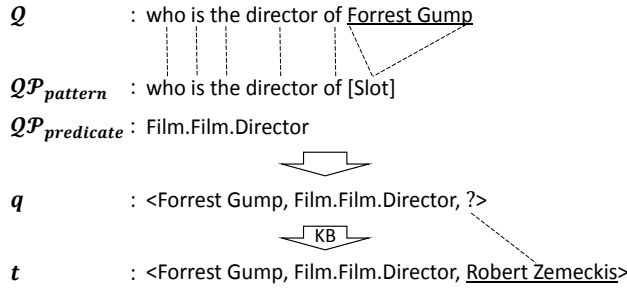 Q : who is the director of Forrest Gump
QP_pattern : who is the director of [Slot]
QP_predicate : Film.Film.Director
q : <Forrest Gump, Film.Film.Director, ?>
KB
t : <Forrest Gump, Film.Film.Director, Robert Zemeckis>